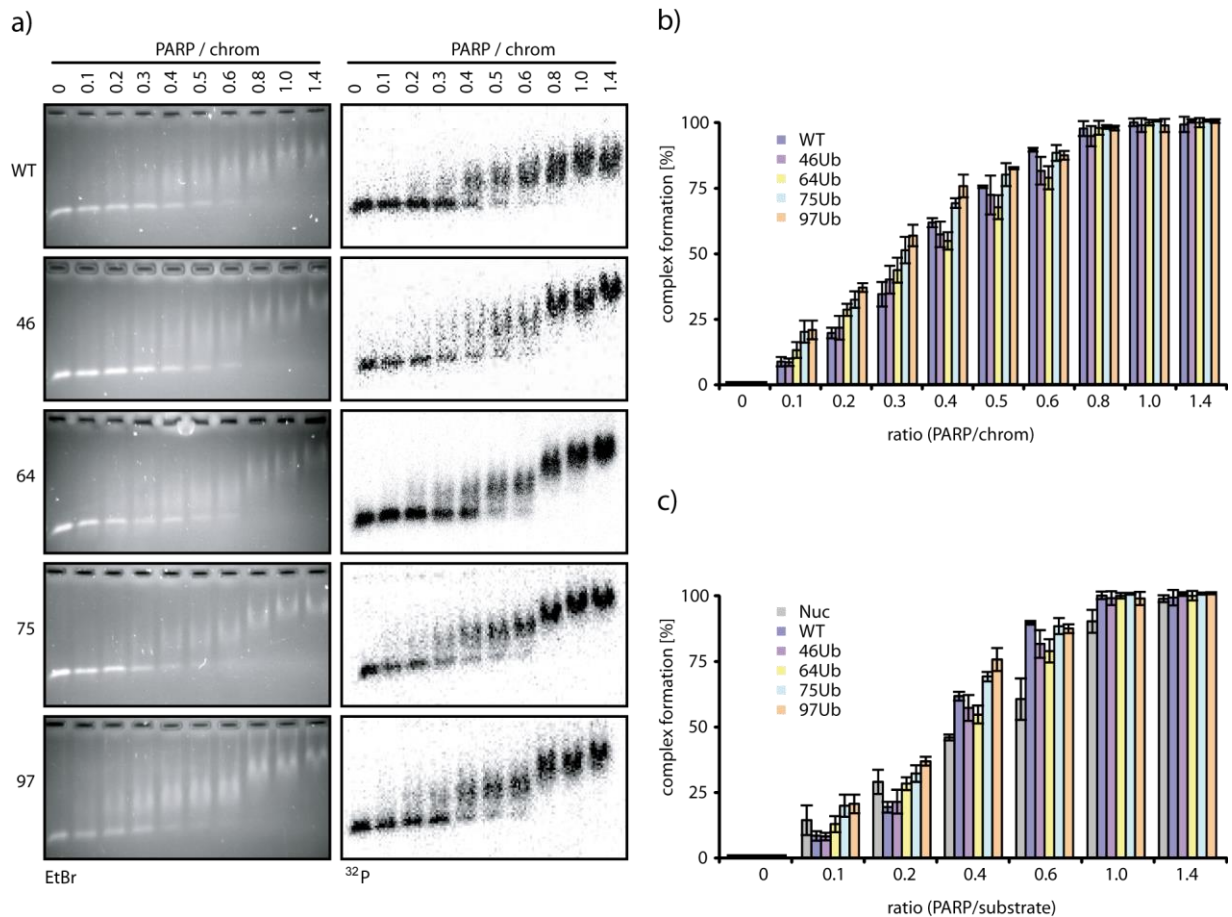 a)
PARP / chrom
0 0.1 0.2 0.3 0.4 0.5 0.6 0.8 1.0 1.4
PARP / chrom
0 0.1 0.2 0.3 0.4 0.5 0.6 0.8 1.0 1.4
WT
46
64
75
97
EtBr
32P
b)
complex formation [%]
100
75
50
25
0
WT
46Ub
64Ub
75Ub
97Ub
0 0.1 0.2 0.3 0.4 0.5 0.6 0.8 1.0 1.4
ratio (PARP/chrom)
c)
complex formation [%]
100
75
50
25
0
Nuc
WT
46Ub
64Ub
75Ub
97Ub
0 0.1 0.2 0.4 0.6 1.0 1.4
ratio (PARP/substrate)